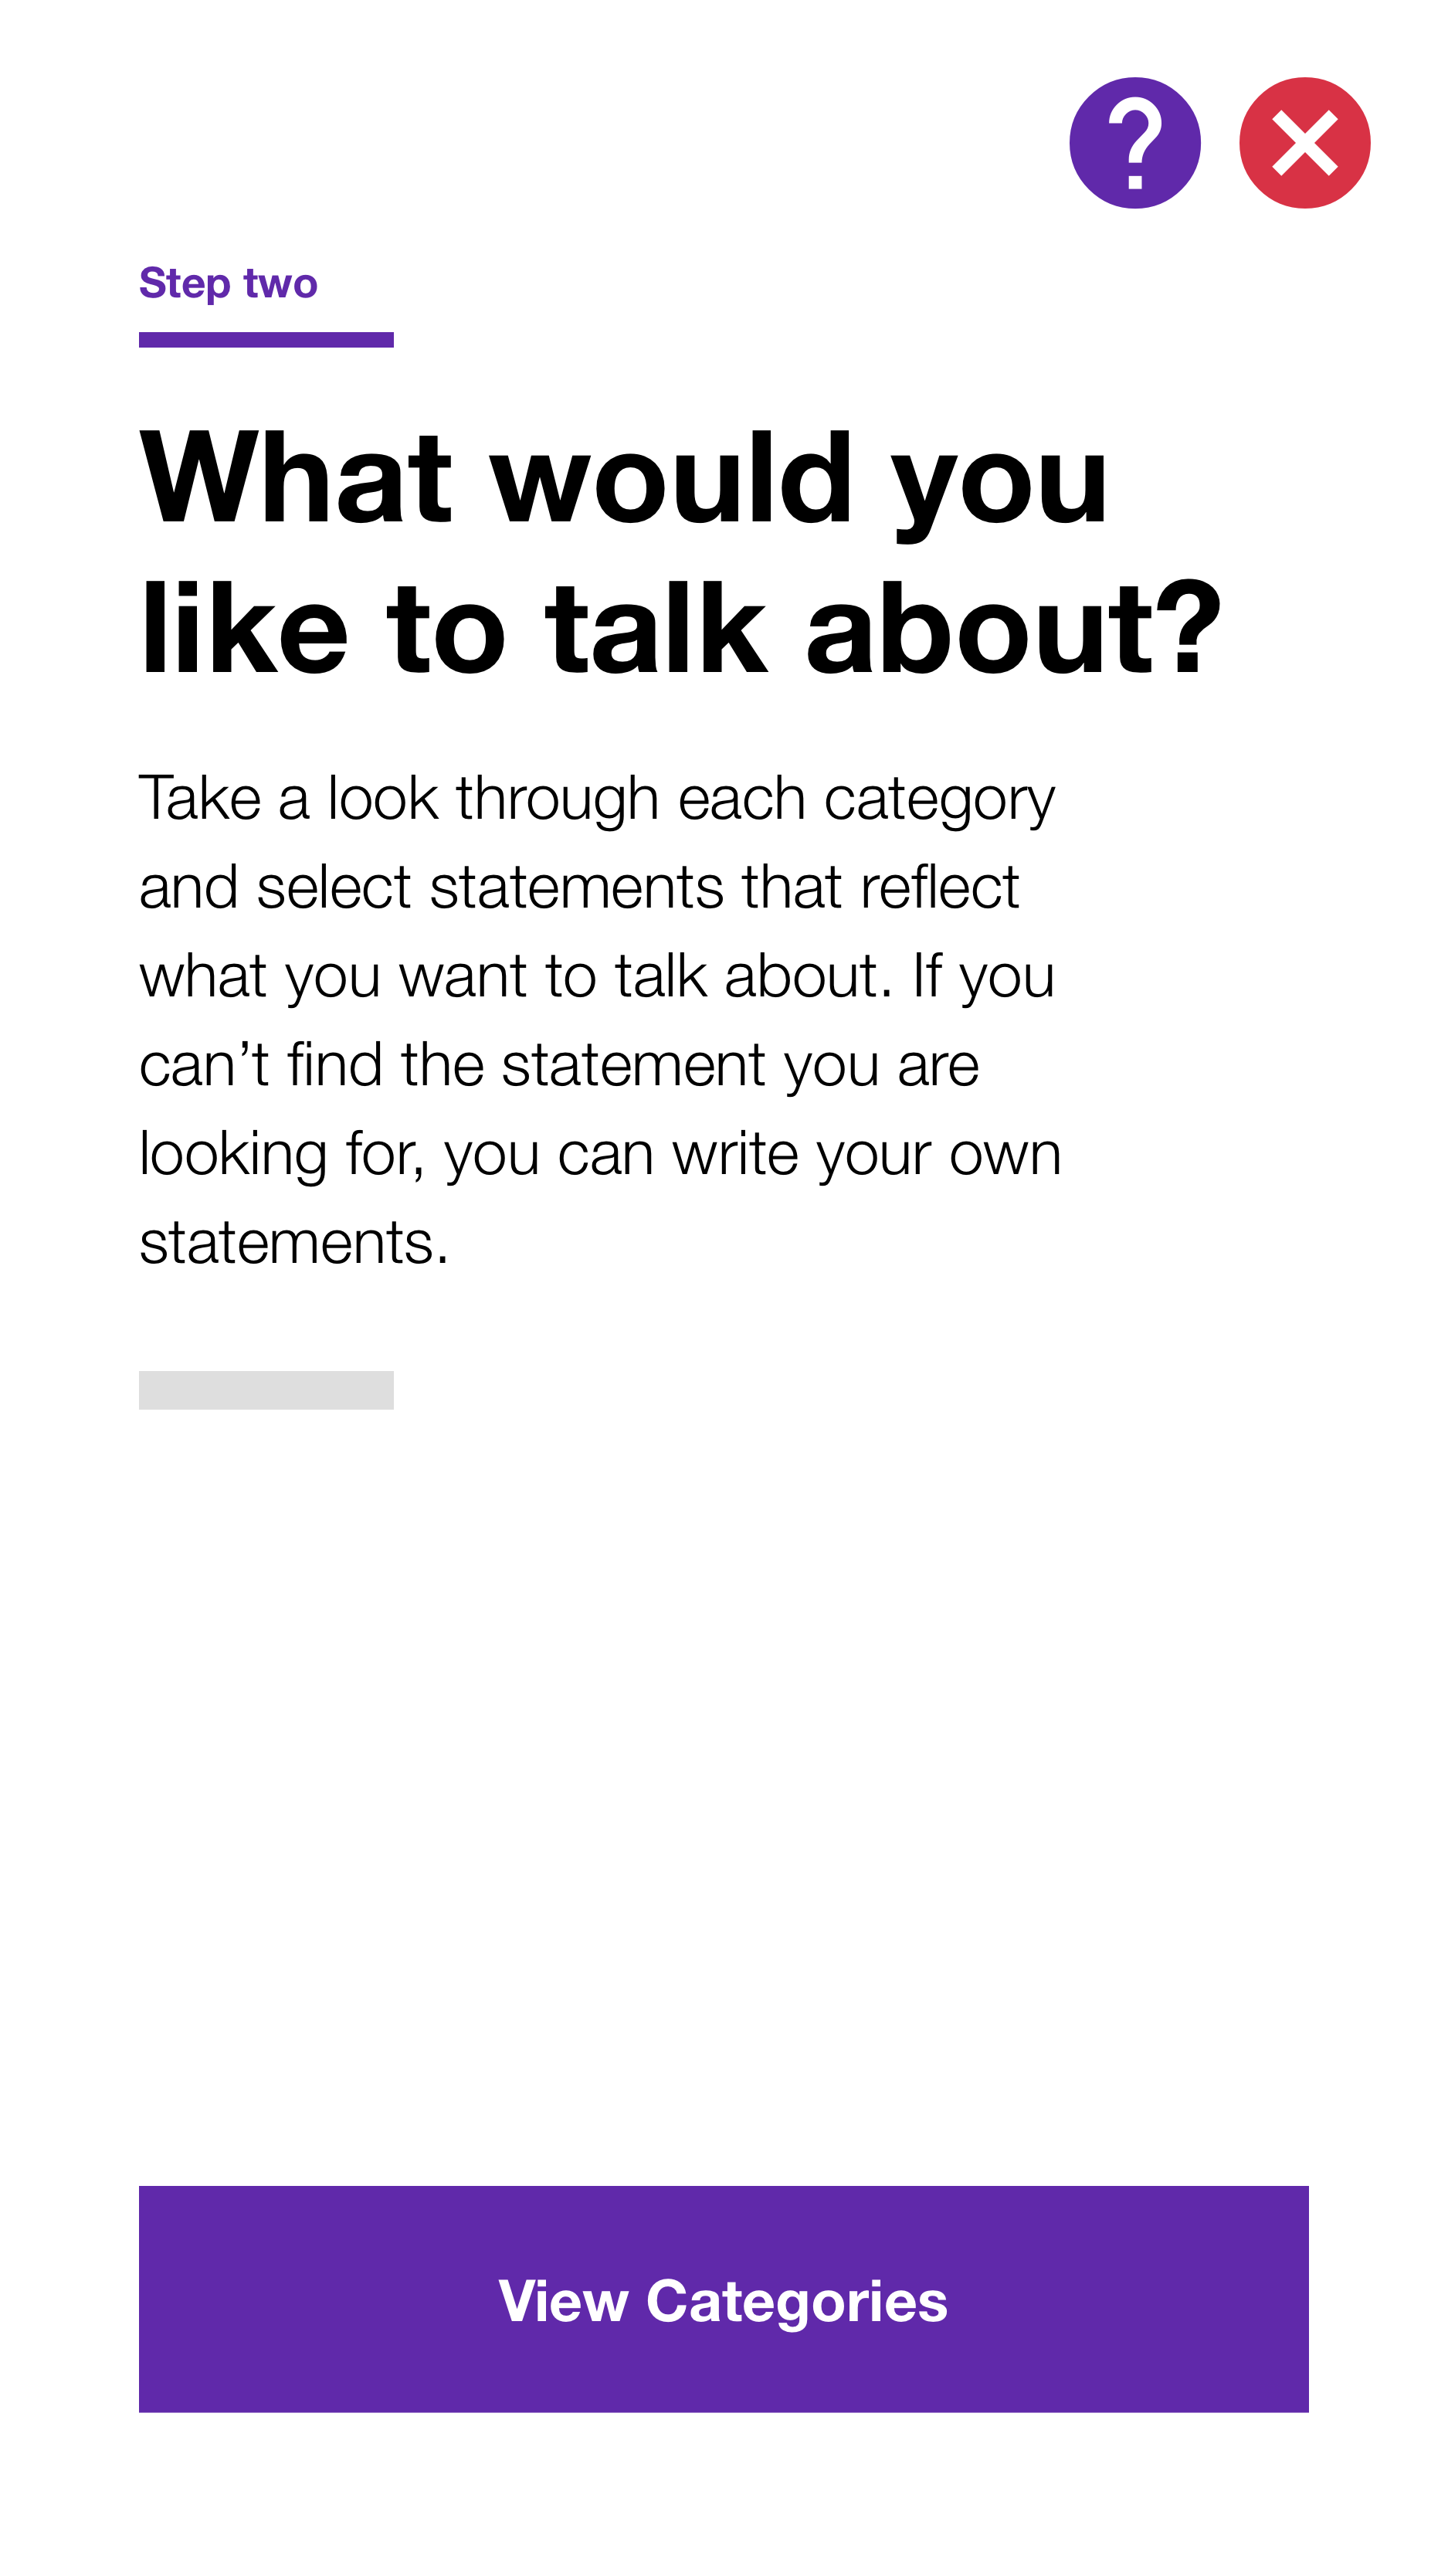 ?
Step two
What would you
like to talk about?
Take a look through each category
and select statements that reflect
what you want to talk about. If you
can’t find the statement you are
looking for, you can write your own
statements.
View Categories